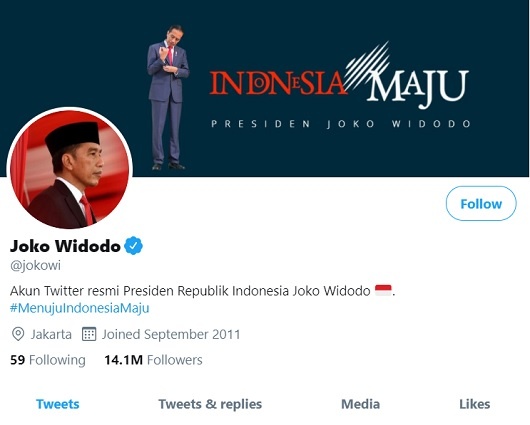 INDONESIA MAJU
PRESIDEN JOKO WIDODO
Follow
Joko Widodo
@jokowi
Akun Twitter resmi Presiden Republik Indonesia Joko Widodo 🇮🇩.
#MenujuIndonesiaMaju
Jakarta Joined September 2011
59 Following 14.1M Followers
Tweets Tweets & replies Media Likes